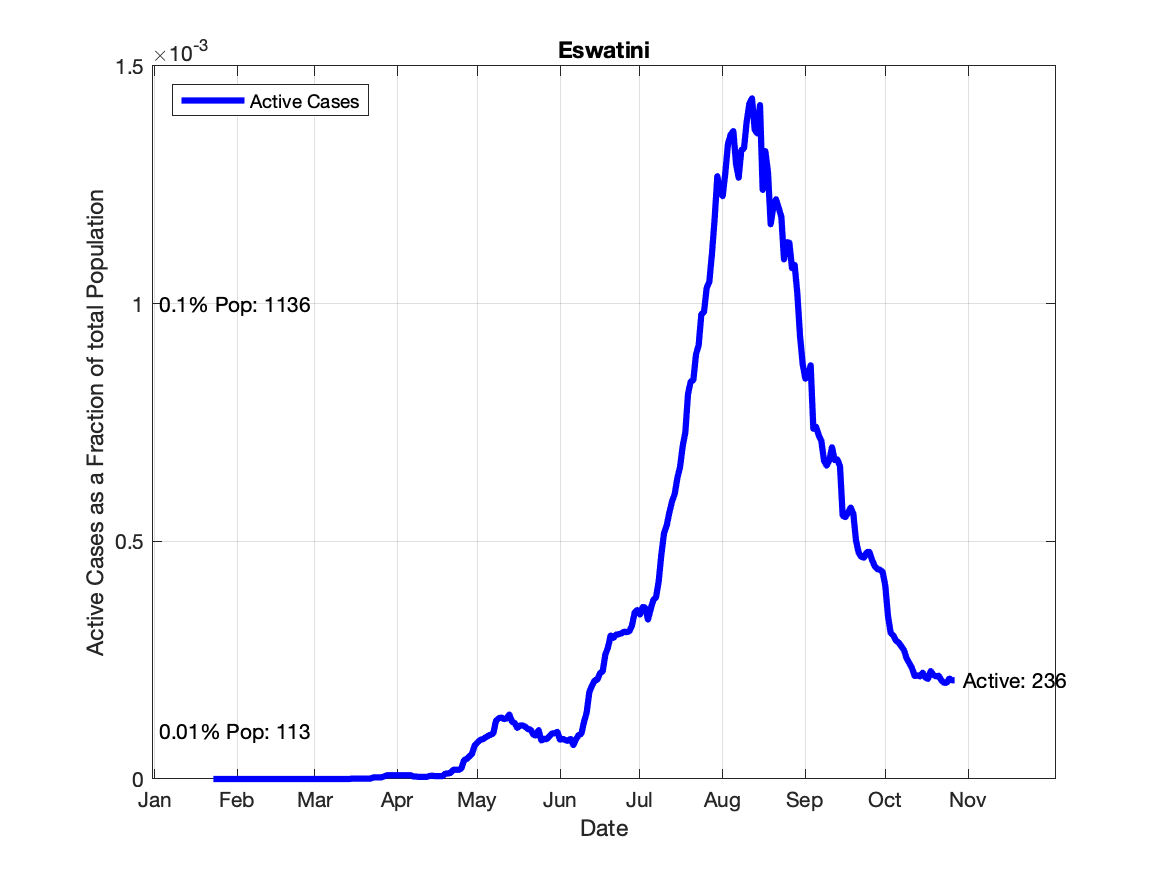 Eswatini
×10-3
1.5
Active Cases
1
0.1% Pop: 1136
0.5
0.01% Pop: 113
Active: 236
0
Jan Feb Mar Apr May Jun Jul Aug Sep Oct Nov
Date
Active Cases as a Fraction of total Population